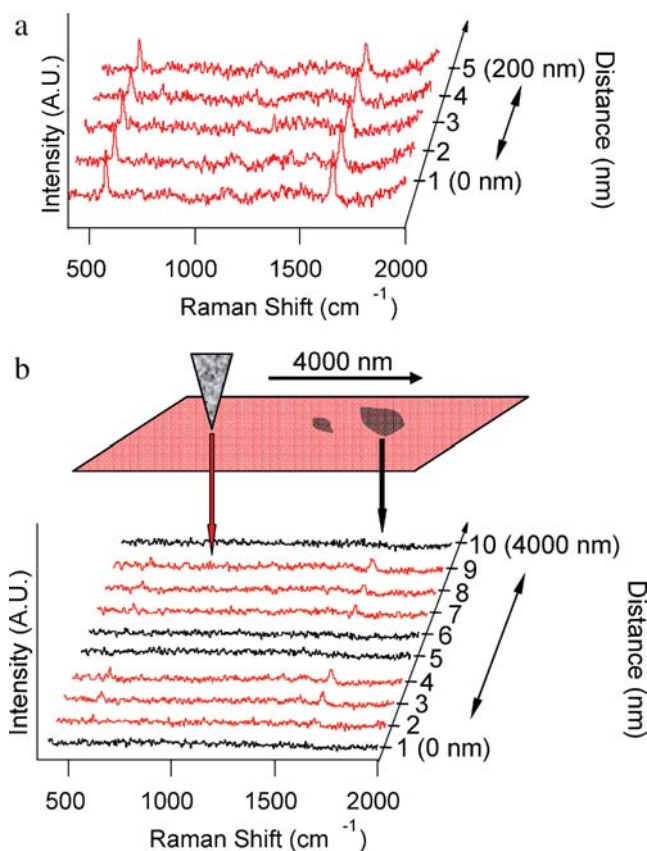 a
Intensity (A.U.)
5 (200 nm)
4
3
2
1 (0 nm)
Distance (nm)
500 1000 1500 2000
Raman Shift (cm -1)
b
4000 nm
Intensity (A.U.)
10 (4000 nm)
9
8
7
6
5
4
3
2
1 (0 nm)
Distance (nm)
500 1000 1500 2000
Raman Shift (cm -1)